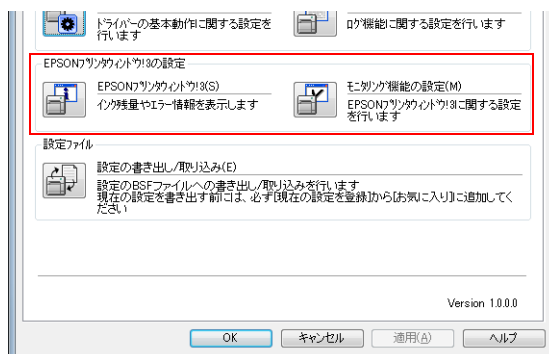 ドライバーの基本動作に関する設定を
行います
ログ機能に関する設定を行います
EPSONプリンタウィンドウ!3の設定
EPSONプリンタウィンドウ!3(S)
インク残量やエラー情報を表示します
モニタリング機能の設定(M)
EPSONプリンタウィンドウ!3に関する設定
を行います
設定ファイル
設定の書き出し/取り込み(E)
設定のBSFファイルへの書き出し/取り込みを行います
現在の設定を書き出す前には、必ず[現在の設定を登録]から[お気に入り]に追加してく
ださい
Version 1.0.0.0
OK
キャンセル
適用(A)
ヘルプ